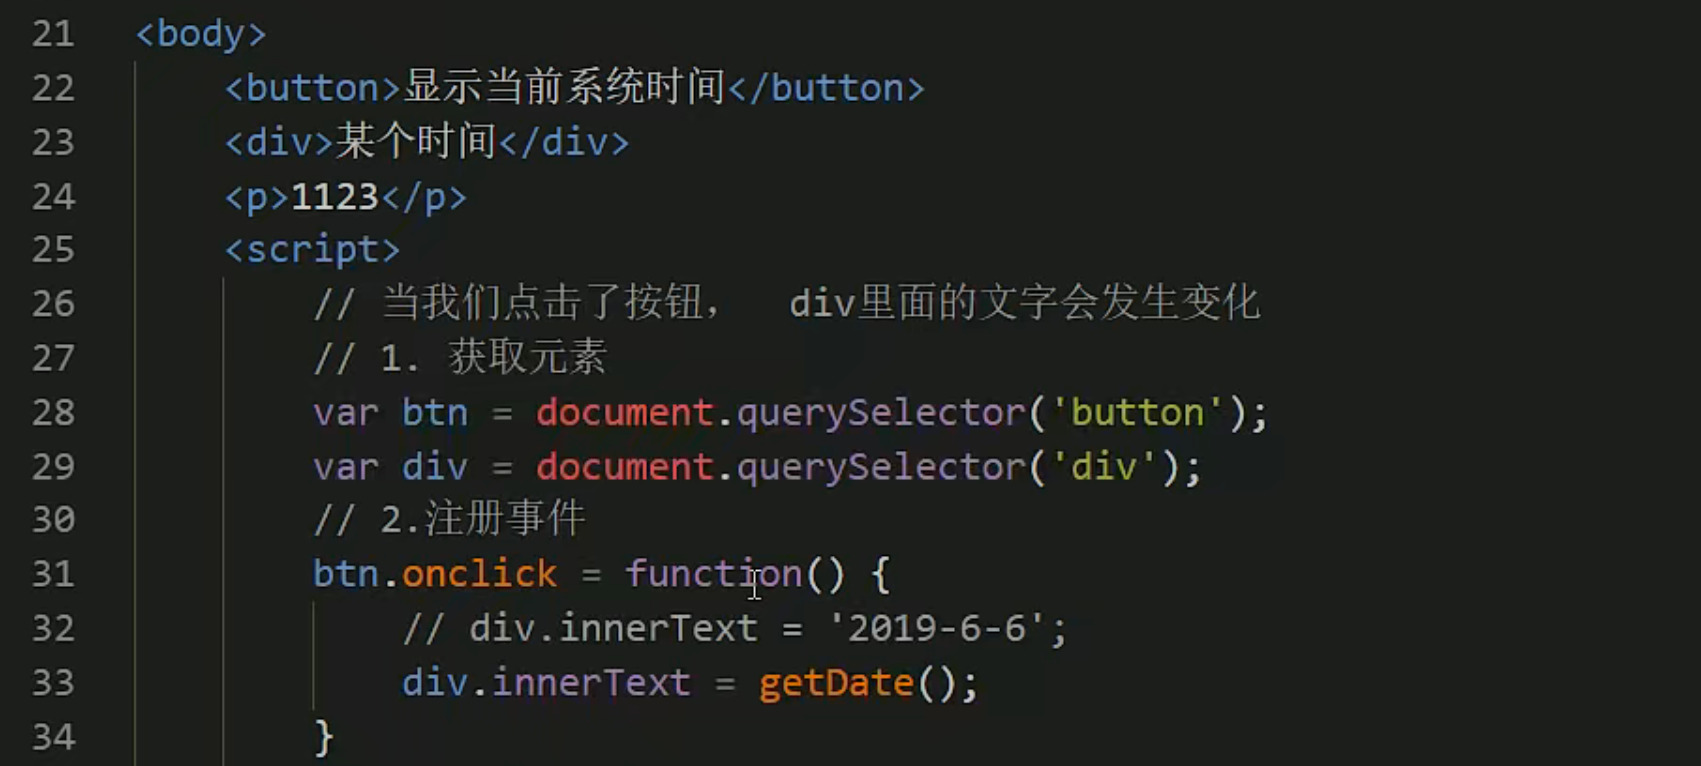 21 <body>
22 <button>显示当前系统时间</button>
23 <div>某个时间</div>
24 <p>1123</p>
25 <script>
26 // 当我们点击了按钮，  div里面的文字会发生变化
27 // 1. 获取元素
28 var btn = document.querySelector('button');
29 var div = document.querySelector('div');
30 // 2.注册事件
31 btn.onclick = function() {
32 // div.innerText = '2019-6-6';
33 div.innerText = getDate();
34 }